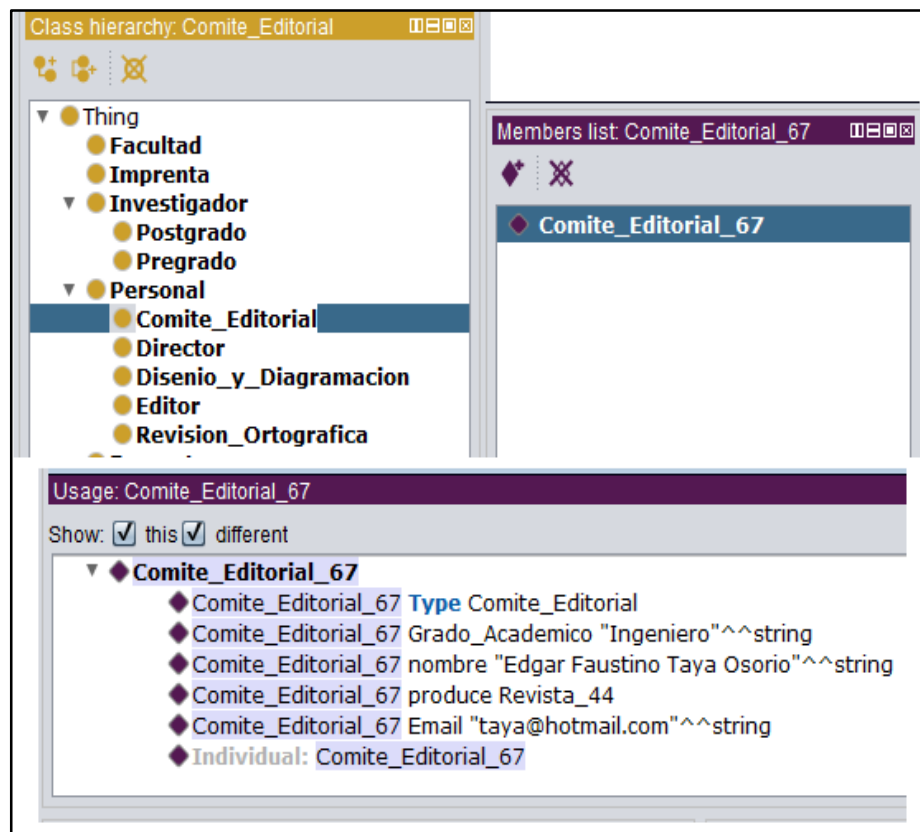 Class hierarchy: Comite_Editorial
Thing
Facultad
Imprenta
Investigador
Postgrado
Pregrado
Personal
Comite_Editorial
Director
Disenio_y_Diagramacion
Editor
Revision_Ortografica
Members list: Comite_Editorial_67
Comite_Editorial_67
Usage: Comite_Editorial_67
Show: this different
Comite_Editorial_67
Comite_Editorial_67 Type Comite_Editorial
Comite_Editorial_67 Grado_Academico "Ingeniero"^^string
Comite_Editorial_67 nombre "Edgar Faustino Taya Osorio"^^string
Comite_Editorial_67 produce Revista_44
Comite_Editorial_67 Email "taya@hotmail.com"^^string
Individual: Comite_Editorial_67